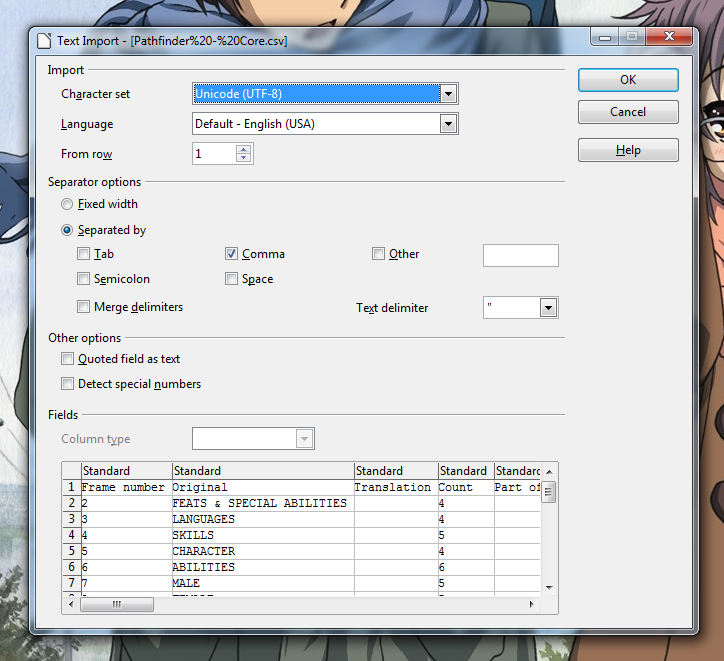 Text Import - [Pathfinder%20-%20Core.csv]
Import
Character set Unicode (UTF-8)
Language Default - English (USA)
From row 1
OK
Cancel
Help
Separator options
Fixed width
Separated by
Tab Comma Other
Semicolon Space
Merge delimiters Text delimiter "
Other options
Quoted field as text
Detect special numbers
Fields
Column type
Standard Standard Standard Standard Standard
1 Frame number Original Translation Count Part of
2 2 FEATS & SPECIAL ABILITIES 4
3 3 LANGUAGES 4
4 4 SKILLS 5
5 5 CHARACTER 4
6 6 ABILITIES 6
7 7 MALE 5